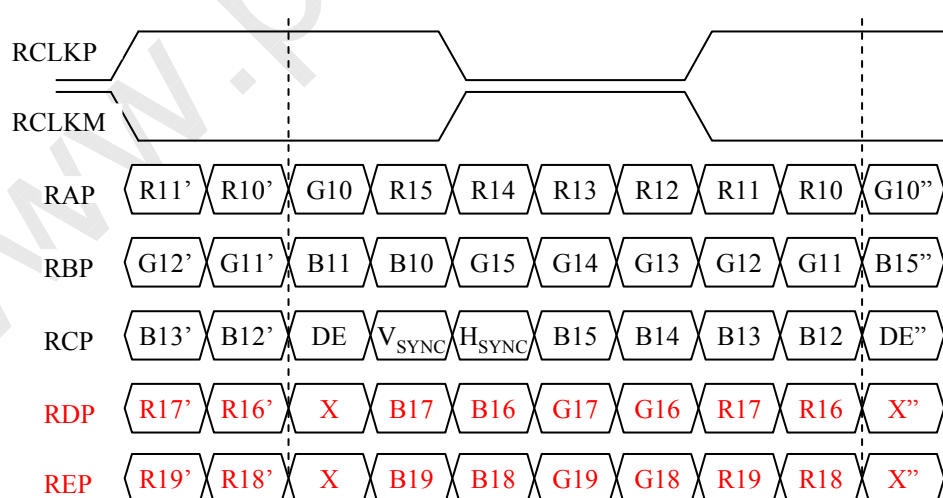 RCLKP
RCLKM
RAP R11’ R10’ G10 R15 R14 R13 R12 R11 R10 G10”
RBP G12’ G11’ B11 B10 G15 G14 G13 G12 G11 B15”
RCP B13’ B12’ DE VSYNC HSYNC B15 B14 B13 B12 DE”
RDP R17’ R16’ X B17 B16 G17 G16 R17 R16 X”
REP R19’ R18’ X B19 B18 G19 G18 R19 R18 X”